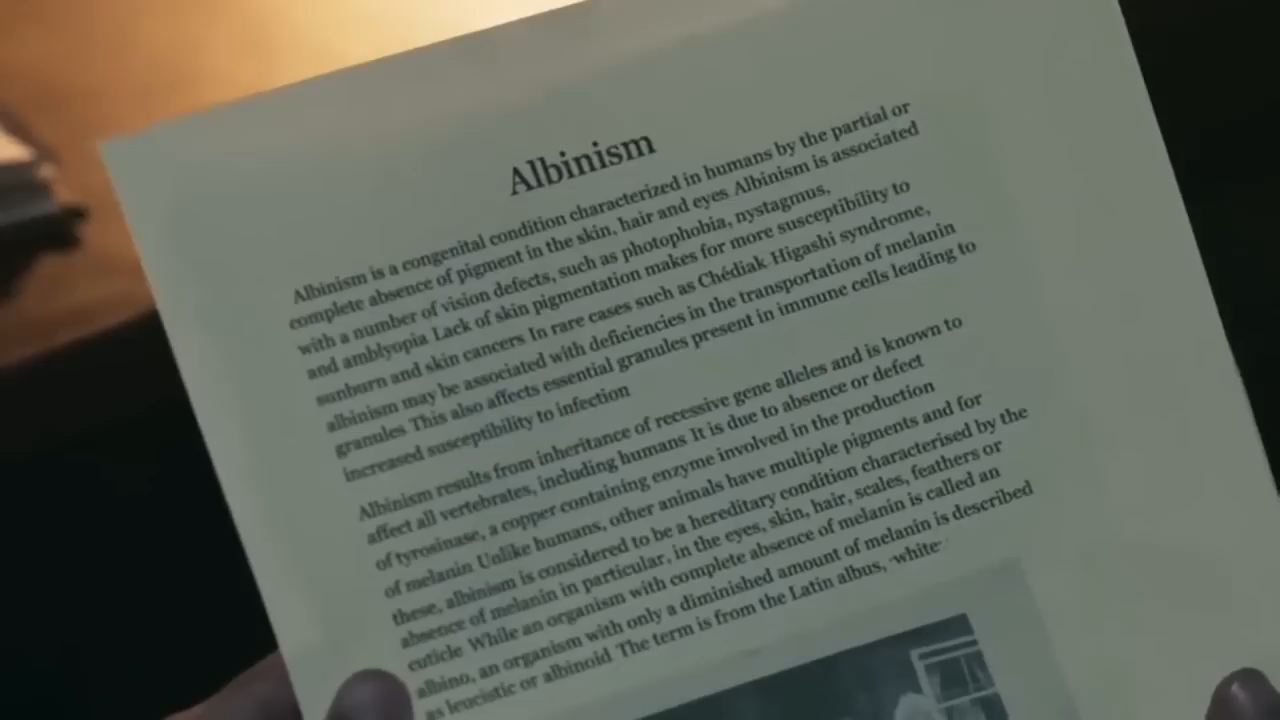 Albinism
Albinism is a congenital condition characterized in humans by the partial or
complete absence of pigment in the skin, hair and eyes Albinism is associated
with a number of vision defects, such as photophobia, nystagmus,
and amblyopia Lack of skin pigmentation makes for more susceptibility to
sunburn and skin cancers In rare cases such as Chédiak Higashi syndrome,
albinism may be associated with deficiencies in the transportation of melanin
granules This also affects essential granules present in immune cells leading to
increased susceptibility to infection
Albinism results from inheritance of recessive gene alleles and is known to
affect all vertebrates, including humans It is due to absence or defect
of tyrosinase, a copper containing enzyme involved in the production
of melanin Unlike humans, other animals have multiple pigments and for
these, albinism is considered to be a hereditary condition characterised by the
absence of melanin in particular, in the eyes, skin, hair, scales, feathers or
cuticle While an organism with complete absence of melanin is called an
albino, an organism with only a diminished amount of melanin is described
as leucistic or albinoid The term is from the Latin albus, "white"